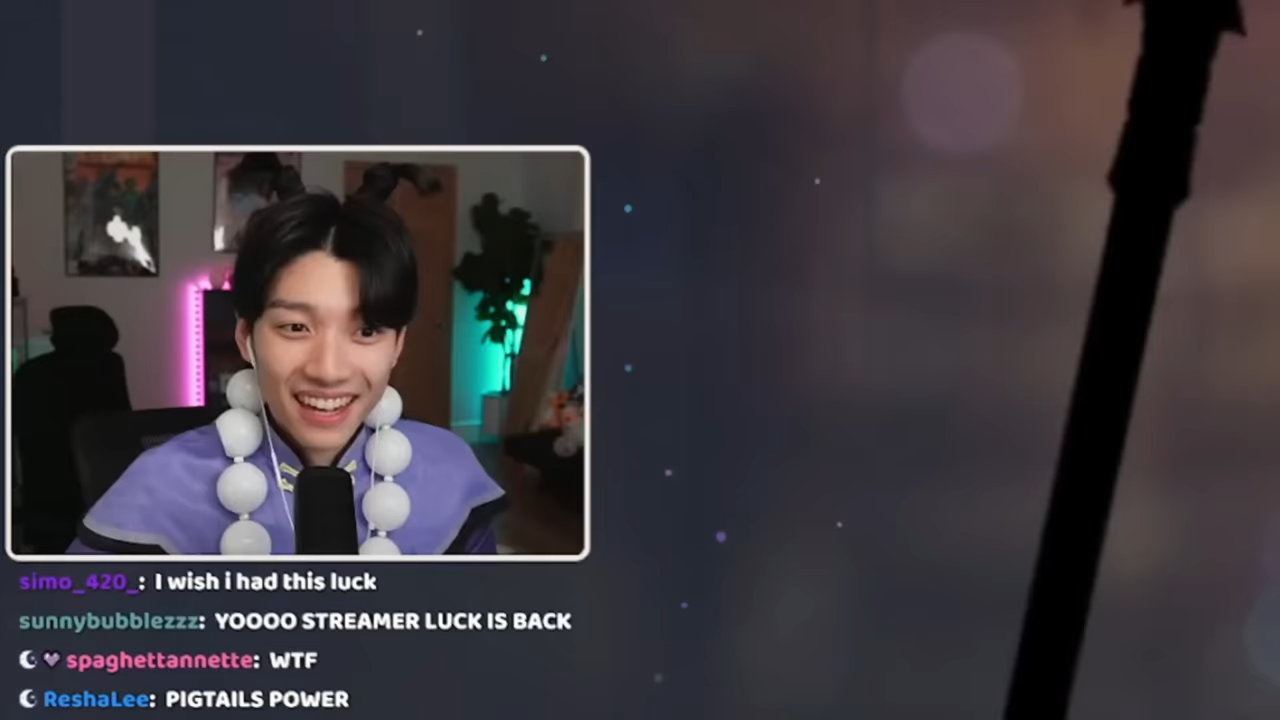 simo_420_: I wish i had this luck
sunnybubblezzz: YOOOO STREAMER LUCK IS BACK
spaghettannette: WTF
ReshaLee: PIGTAILS POWER